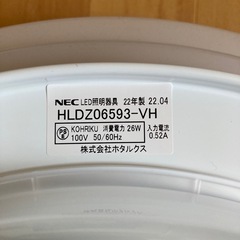 NEC LED照明器具 22年製 22.04
HLDZ06593-VH
PS E KOHRIKU 消費電力 26W 入力電流
100V 50/60Hz 0.52A
株式会社ホタルクス